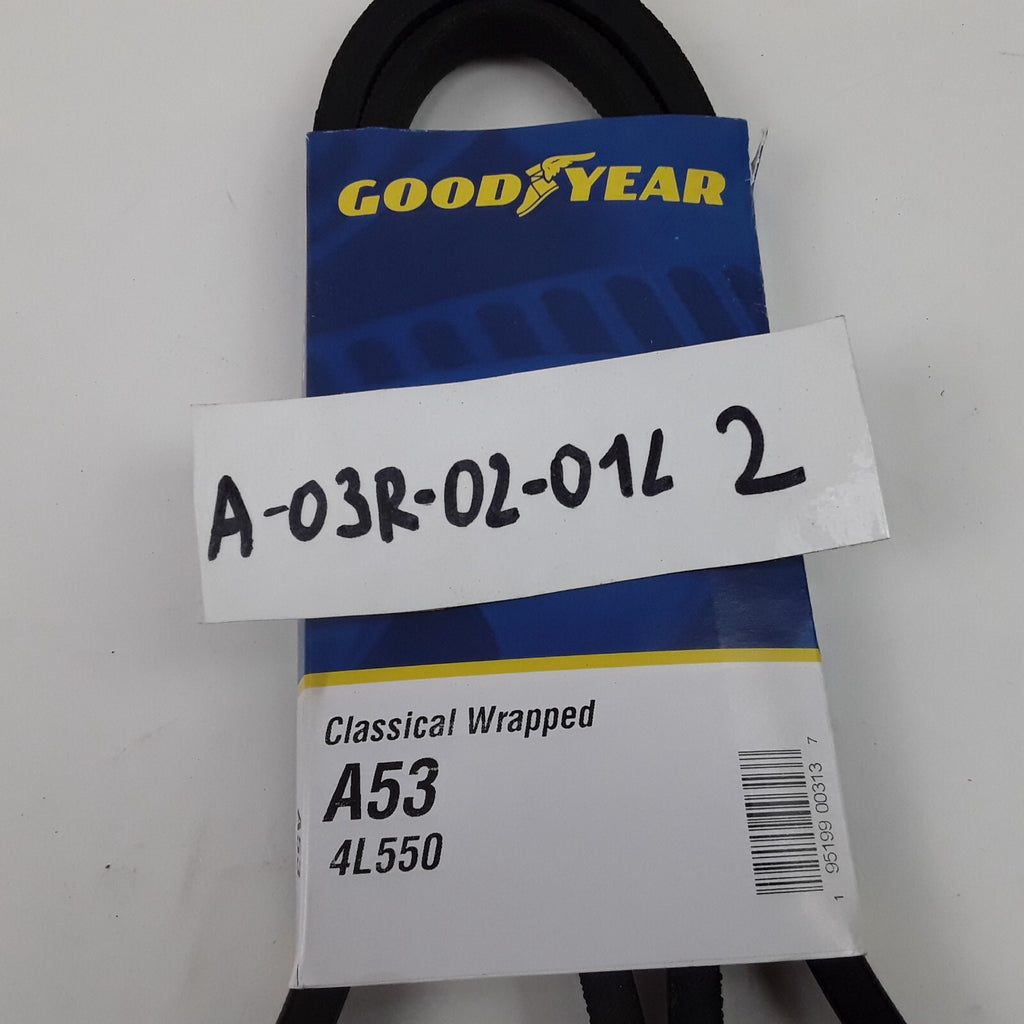 GOODYEAR
A-03R-02-01L 2
Classical Wrapped
A53
4L550
1 95199 00313 7